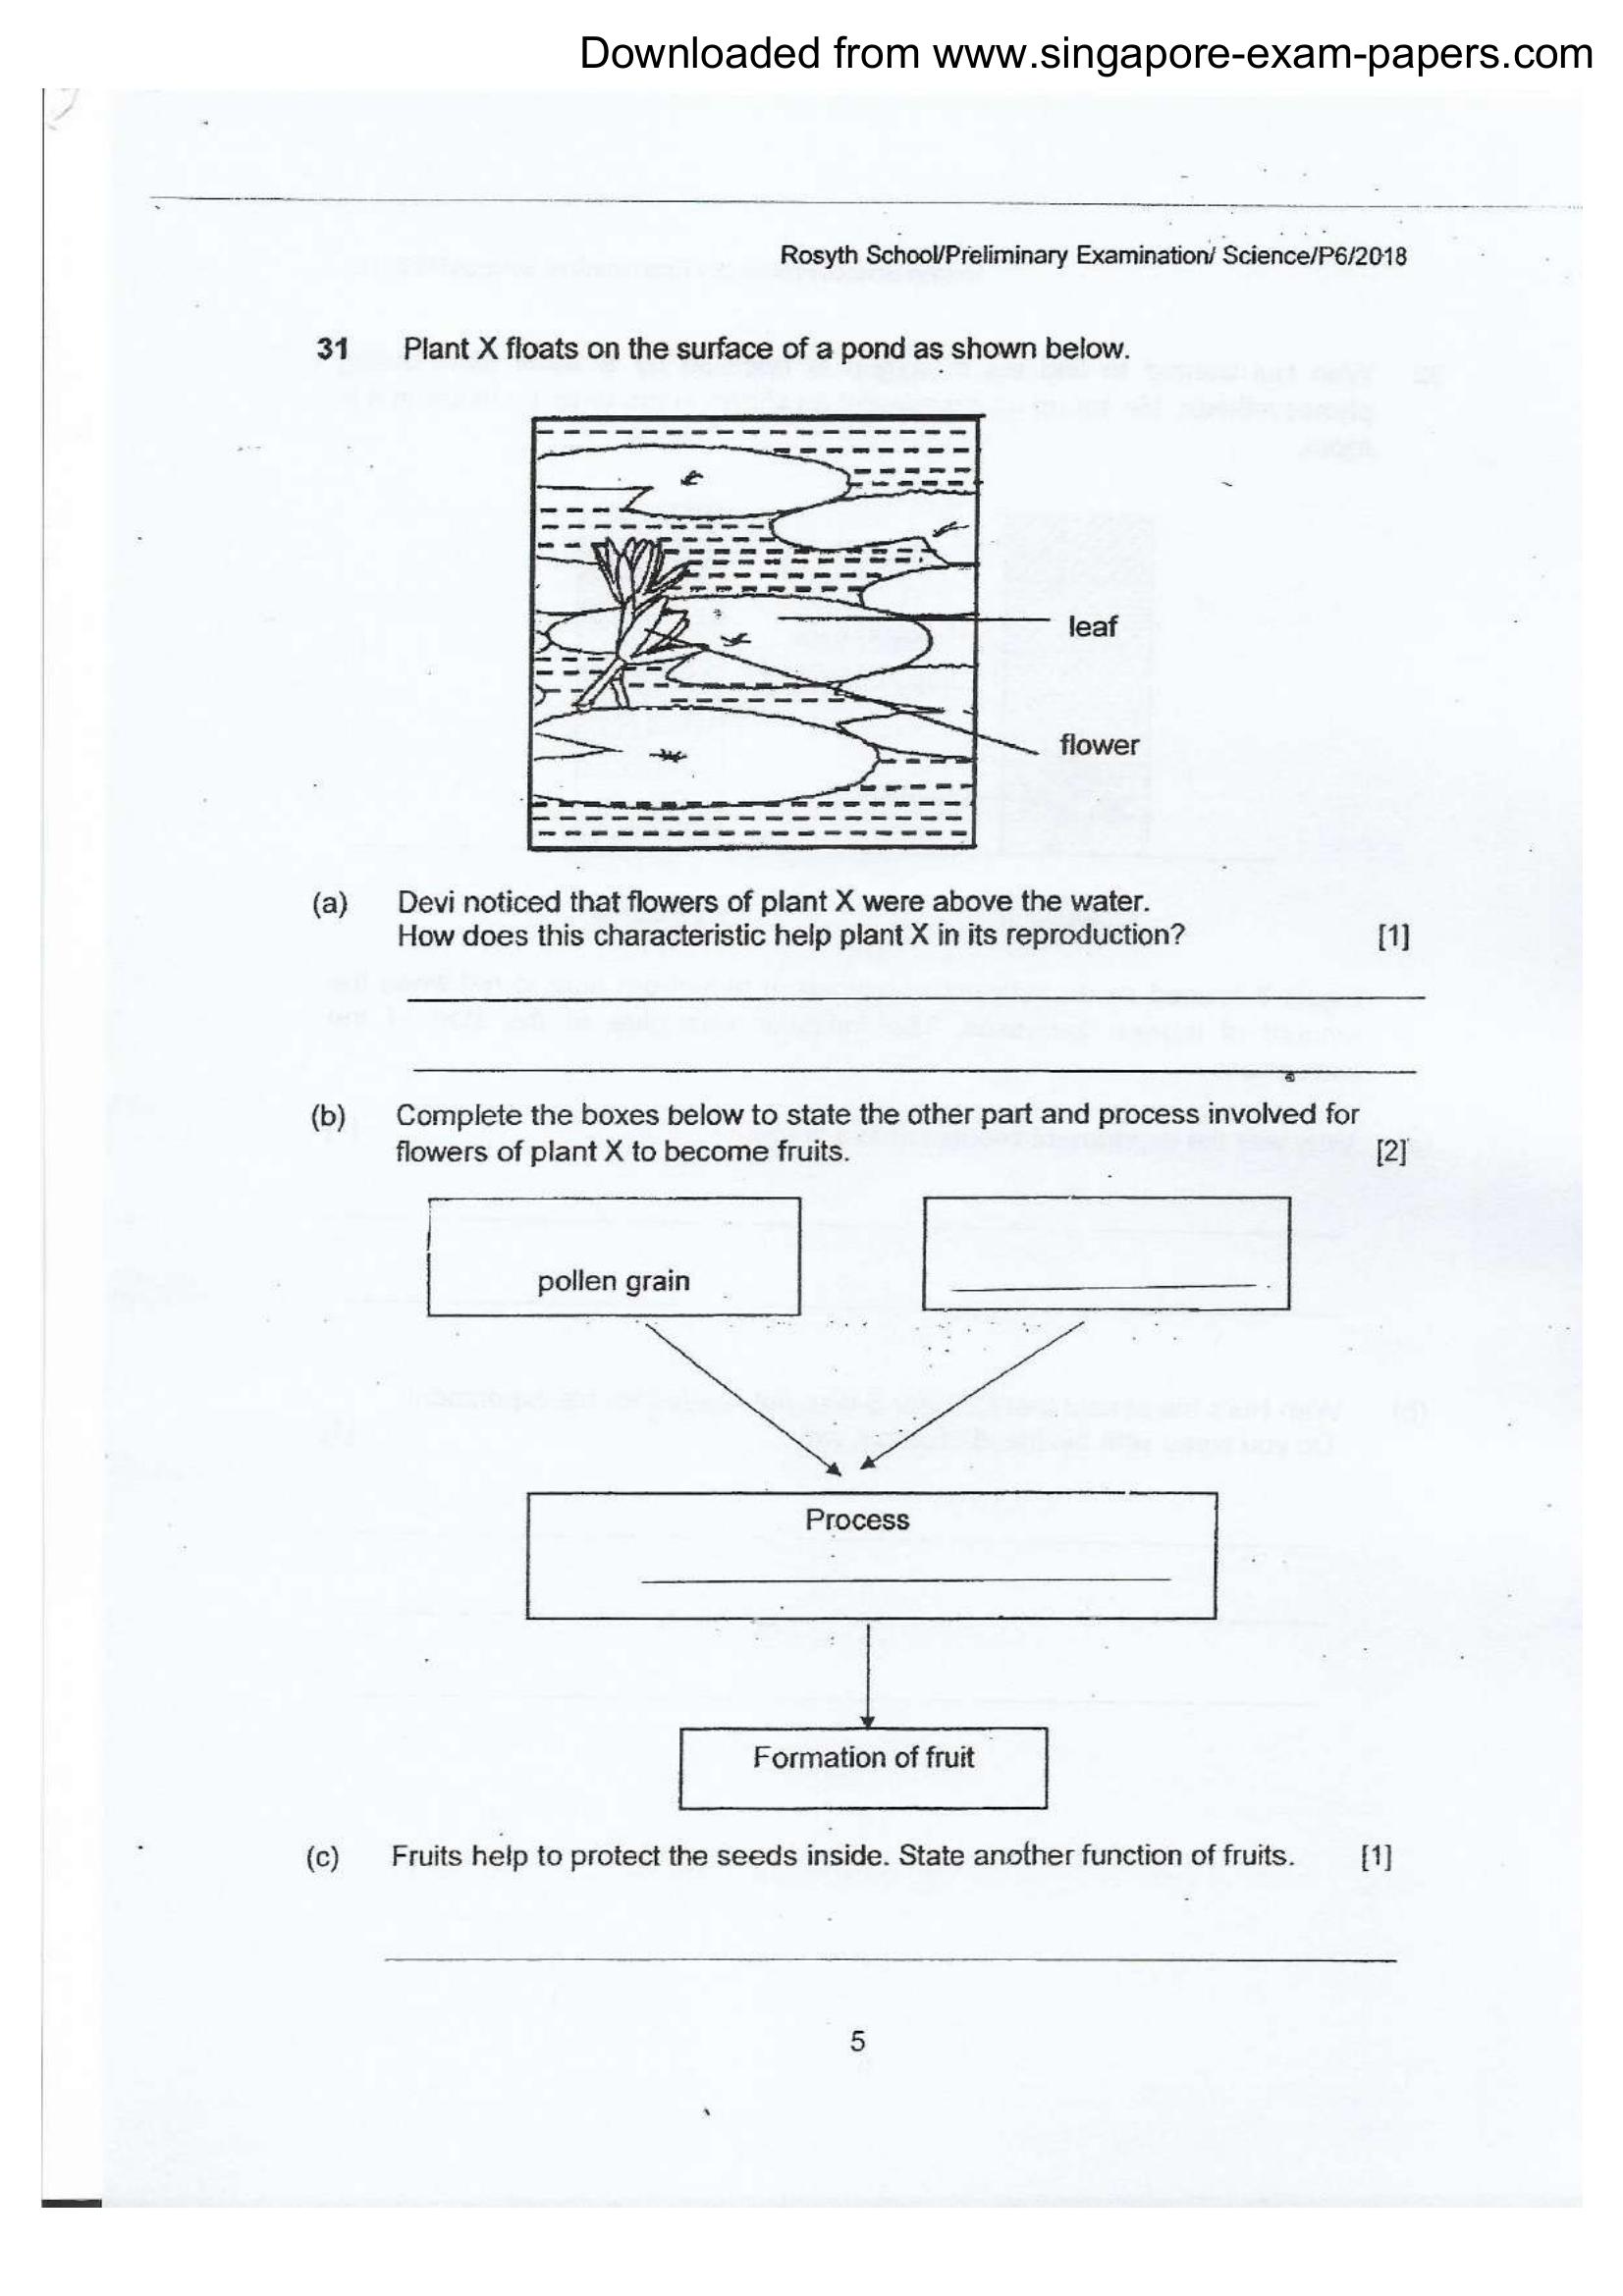 Downloaded from www.singapore-exam-papers.com
Rosyth School/Preliminary Examination/ Science/P6/2018
31 Plant X floats on the surface of a pond as shown below.
leaf
flower
(a) Devi noticed that flowers of plant X were above the water.
How does this characteristic help plant X in its reproduction? [1]
(b) Complete the boxes below to state the other part and process involved for
flowers of plant X to become fruits. [2]
pollen grain
Process
Formation of fruit
(c) Fruits help to protect the seeds inside. State another function of fruits. [1]
5